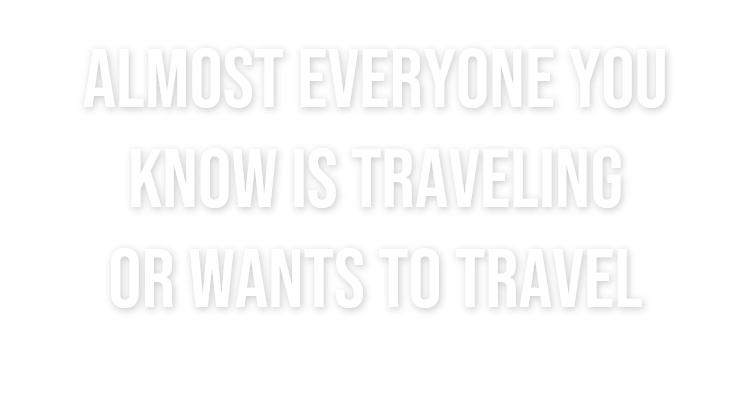 ALMOST EVERYONE YOU
KNOW IS TRAVELING
OR WANTS TO TRAVEL